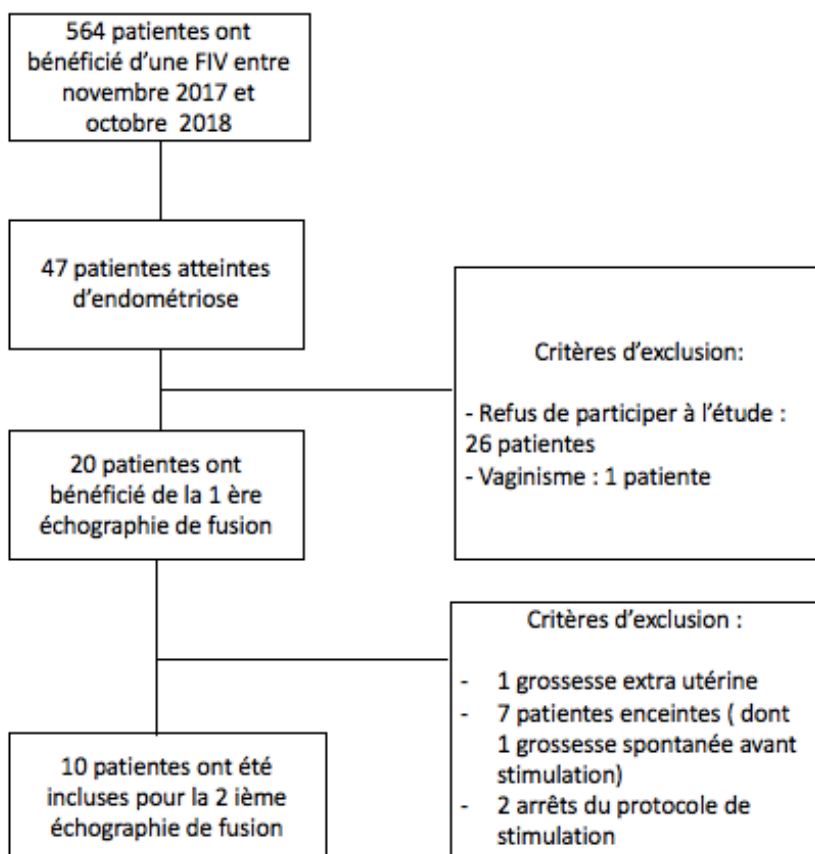 564 patientes ont
bénéficié d'une FIV entre
novembre 2017 et
octobre 2018
47 patientes atteintes
d'endométriose
Critères d'exclusion:
- Refus de participer à l'étude :
26 patientes
- Vaginisme : 1 patiente
20 patientes ont
bénéficié de la 1 ère
échographie de fusion
Critères d'exclusion :
- 1 grossesse extra utérine
- 7 patientes enceintes ( dont
1 grossesse spontanée avant
stimulation)
- 2 arrêts du protocole de
stimulation
10 patientes ont été
incluses pour la 2 ième
échographie de fusion